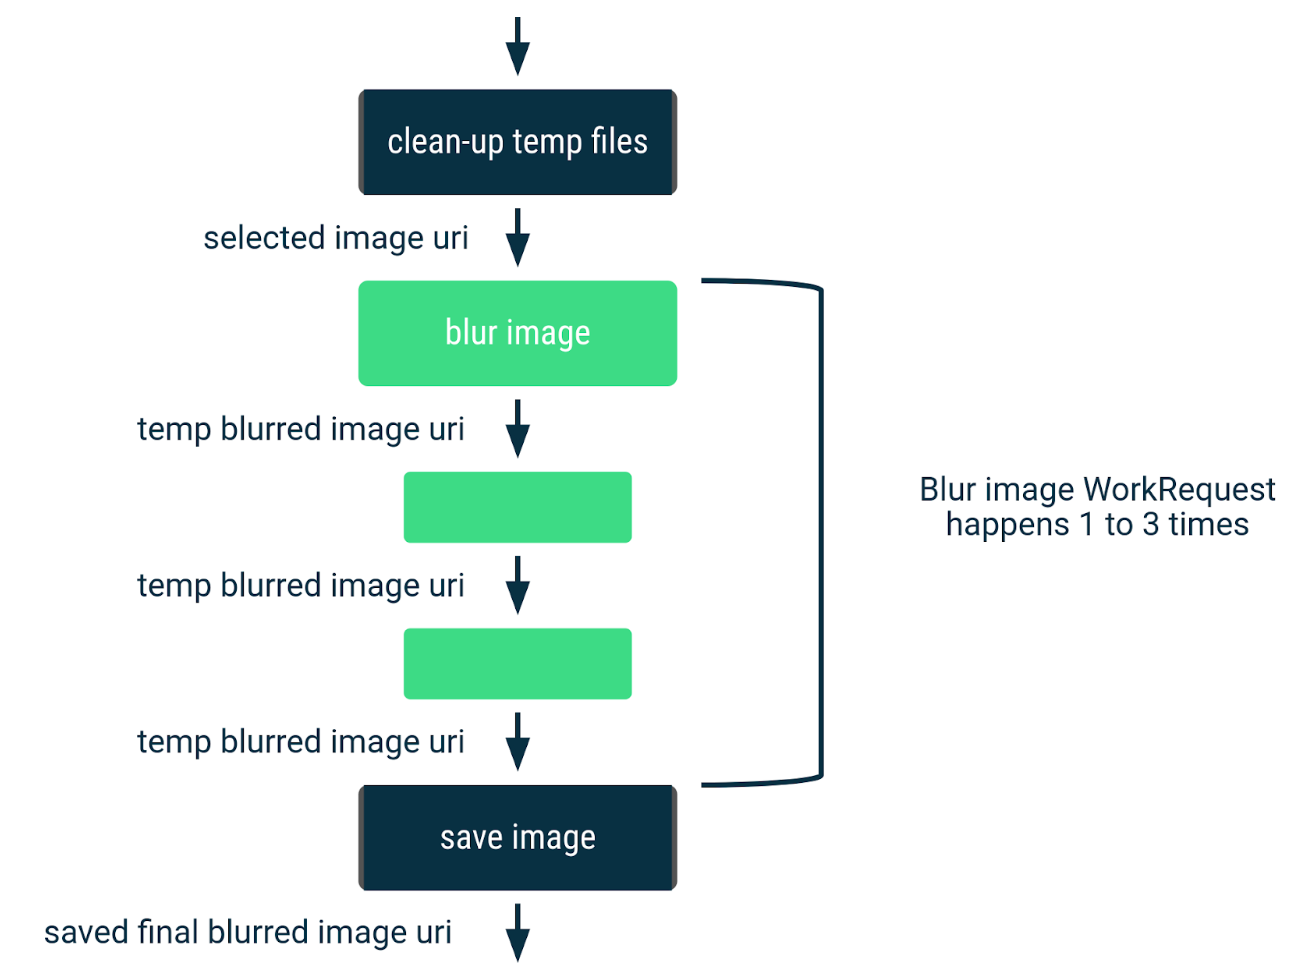 clean-up temp files
selected image uri
blur image
temp blurred image uri
temp blurred image uri
Blur image WorkRequest
happens 1 to 3 times
temp blurred image uri
save image
saved final blurred image uri